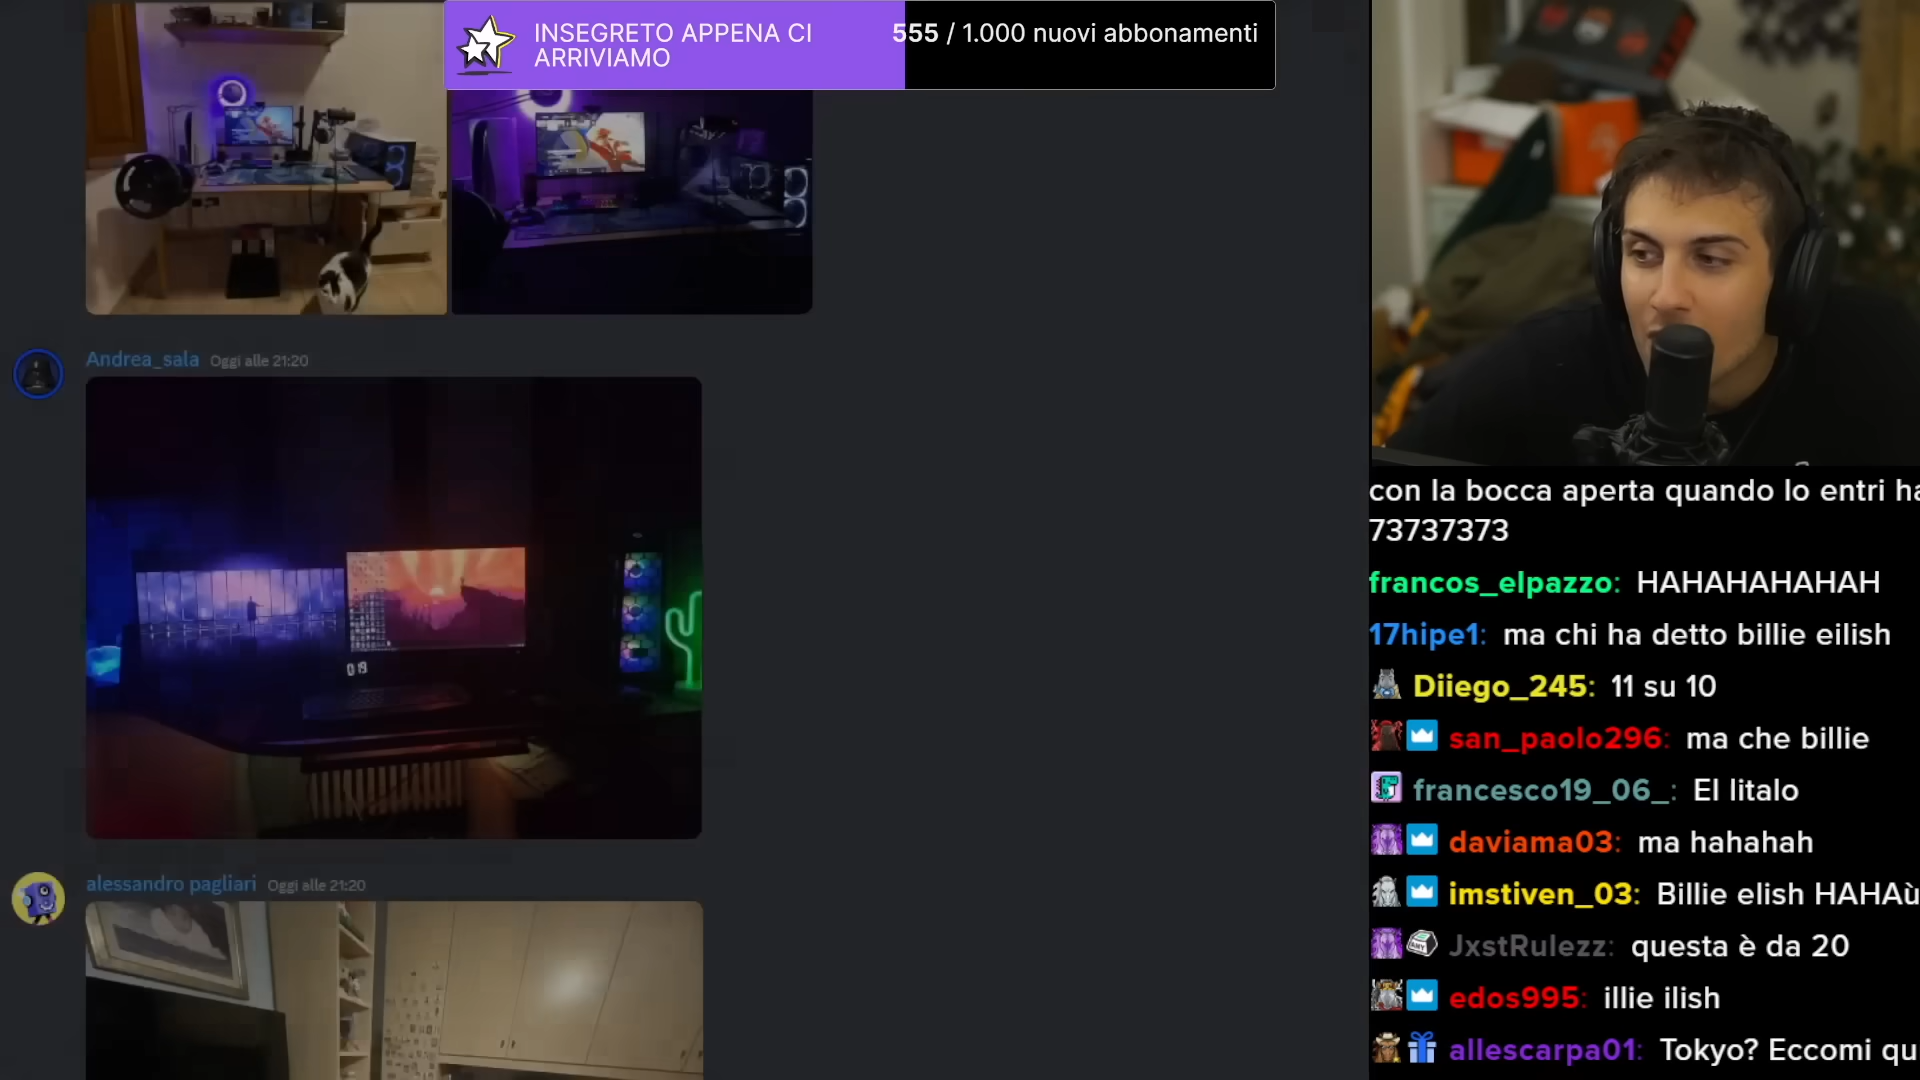 INSEGRETO APPENA CI
ARRIVIAMO
555 / 1.000 nuovi abbonamenti
Andrea_sala Oggi alle 21:20
019
alessandro pagliari Oggi alle 21:20
con la bocca aperta quando lo entri ha
73737373
francos_elpazzo: HAHAHAHAHAH
17hipe1: ma chi ha detto billie eilish
Diiego_245: 11 su 10
san_paolo296: ma che billie
francesco19_06_: El litalo
daviama03: ma hahahah
imstiven_03: Billie elish HAHAù
JxstRulezz: questa è da 20
edos995: illie ilish
allescarpa01: Tokyo? Eccomi qu